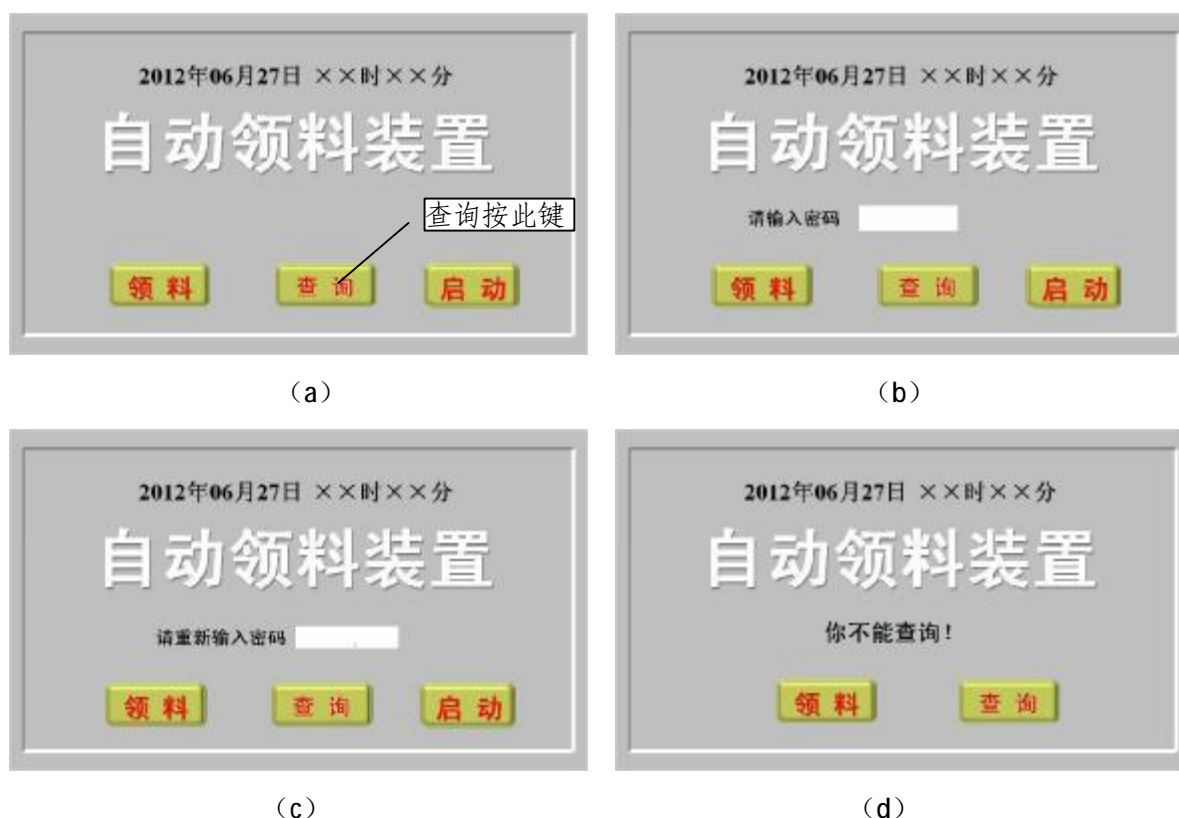 2012年06月27日 ××时××分
自动领料装置
查询按此键
领料 查询 启动
(a)
2012年06月27日 ××时××分
自动领料装置
请输入密码
领料 查询 启动
(b)
2012年06月27日 ××时××分
自动领料装置
请重新输入密码
领料 查询 启动
(c)
2012年06月27日 ××时××分
自动领料装置
你不能查询!
领料 查询
(d)